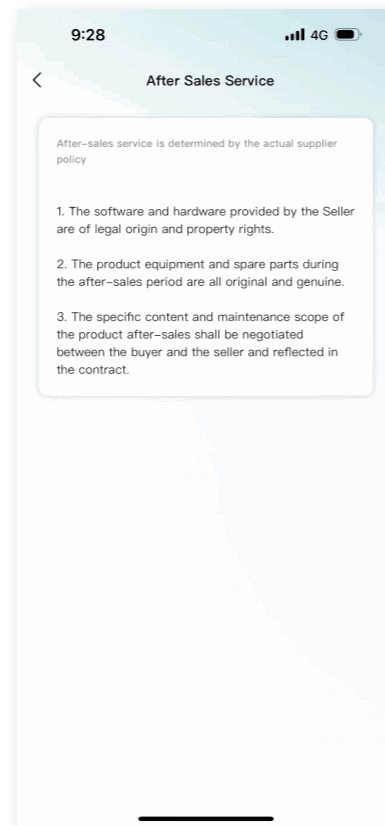 9:28
4G
After Sales Service
After-sales service is determined by the actual supplier
policy
1. The software and hardware provided by the Seller
are of legal origin and property rights.
2. The product equipment and spare parts during
the after-sales period are all original and genuine.
3. The specific content and maintenance scope of
the product after-sales shall be negotiated
between the buyer and the seller and reflected in
the contract.